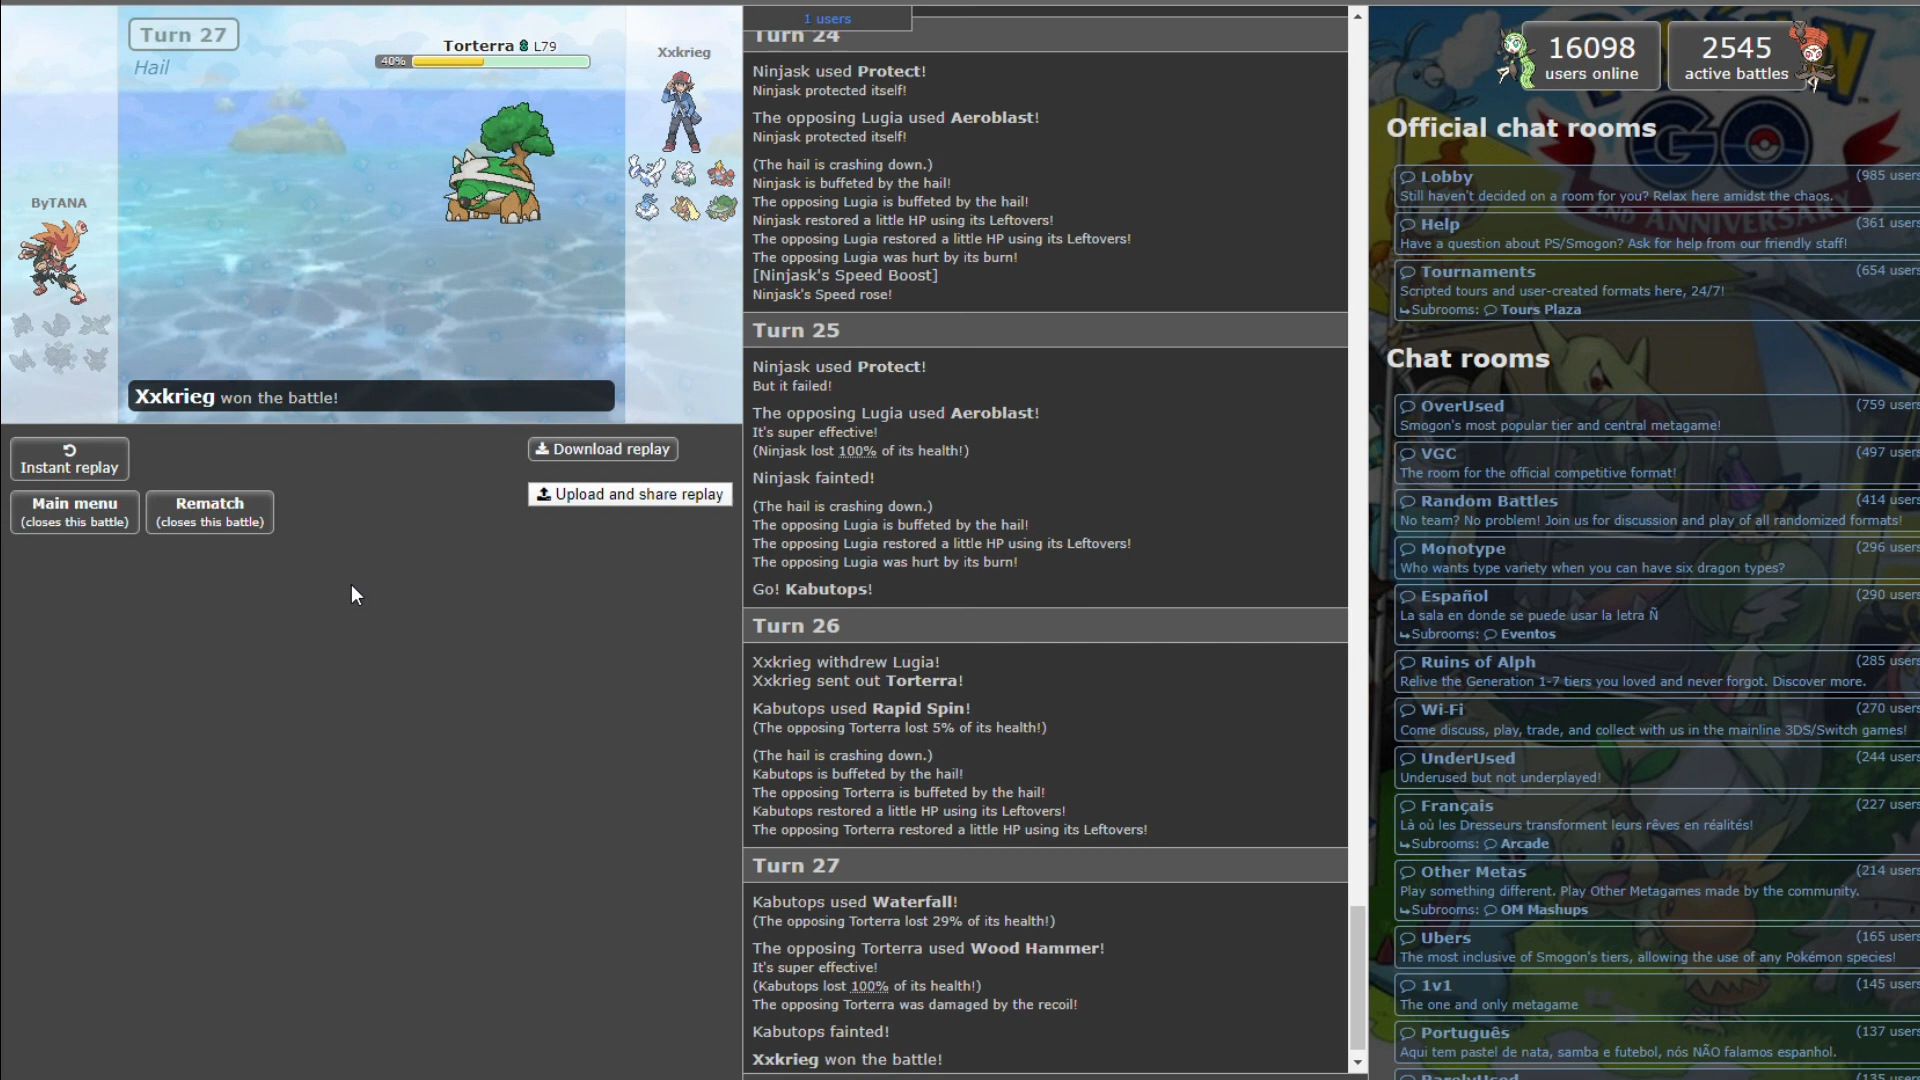 Turn 27
Hail
Torterra L79
40%
Xxkrieg
ByTANA
Xxkrieg won the battle!
Instant replay
Download replay
Upload and share replay
Main menu
(closes this battle)
Rematch
(closes this battle)
1 users
Turn 24
Ninjask used Protect!
Ninjask protected itself!
The opposing Lugia used Aeroblast!
Ninjask protected itself!
(The hail is crashing down.)
Ninjask is buffeted by the hail!
The opposing Lugia is buffeted by the hail!
Ninjask restored a little HP using its Leftovers!
The opposing Lugia restored a little HP using its Leftovers!
The opposing Lugia was hurt by its burn!
[Ninjask's Speed Boost]
Ninjask's Speed rose!
Turn 25
Ninjask used Protect!
But it failed!
The opposing Lugia used Aeroblast!
It's super effective!
(Ninjask lost 100% of its health!)
Ninjask fainted!
(The hail is crashing down.)
The opposing Lugia is buffeted by the hail!
The opposing Lugia restored a little HP using its Leftovers!
The opposing Lugia was hurt by its burn!
Go! Kabutops!
Turn 26
Xxkrieg withdrew Lugia!
Xxkrieg sent out Torterra!
Kabutops used Rapid Spin!
(The opposing Torterra lost 5% of its health!)
(The hail is crashing down.)
Kabutops is buffeted by the hail!
The opposing Torterra is buffeted by the hail!
Kabutops restored a little HP using its Leftovers!
The opposing Torterra restored a little HP using its Leftovers!
Turn 27
Kabutops used Waterfall!
(The opposing Torterra lost 29% of its health!)
The opposing Torterra used Wood Hammer!
It's super effective!
(Kabutops lost 100% of its health!)
The opposing Torterra was damaged by the recoil!
Kabutops fainted!
Xxkrieg won the battle!
16098
users online
2545
active battles
GO
2ND ANNIVERSARY
Official chat rooms
Lobby (985 users
Still haven't decided on a room for you? Relax here amidst the chaos.
Help (361 users
Have a question about PS/Smogon? Ask for help from our friendly staff!
Tournaments (654 users
Scripted tours and user-created formats here, 24/7!
Subrooms: Tours Plaza
Chat rooms
OverUsed (759 users
Smogon's most popular tier and central metagame!
VGC (497 users
The room for the official competitive format!
Random Battles (414 users
No team? No problem! Join us for discussion and play of all randomized formats!
Monotype (296 users
Who wants type variety when you can have six dragon types?
Español (290 users
La sala en donde se puede usar la letra Ñ
Subrooms: Eventos
Ruins of Alph (285 users
Relive the Generation 1-7 tiers you loved and never forgot. Discover more.
Wi-Fi (270 users
Come discuss, play, trade, and collect with us in the mainline 3DS/Switch games!
UnderUsed (244 users
Underused but not underplayed!
Français (227 users
Là où les Dresseurs transforment leurs rêves en réalités!
Subrooms: Arcade
Other Metas (214 users
Play something different. Play Other Metagames made by the community.
Subrooms: OM Mashups
Ubers (165 users
The most inclusive of Smogon's tiers, allowing the use of any Pokémon species!
1v1 (145 users
The one and only metagame
Português (137 users
Aqui tem pastel de nata, samba e futebol, nós NÃO falamos espanhol.
RarelyUsed (135 users